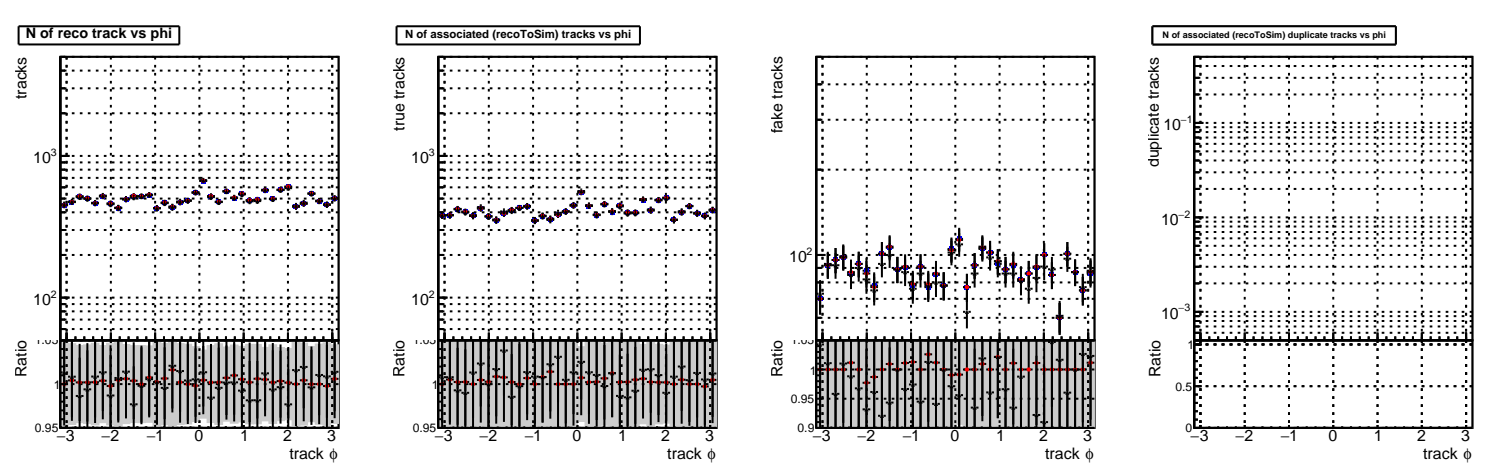 N of reco track vs phi
tracks
10³
10²
Ratio
1
0.95
−3 −2 −1 0 1 2 3
track ϕ
N of associated (recoToSim) tracks vs phi
true tracks
10³
10²
Ratio
1
0.95
−3 −2 −1 0 1 2 3
track ϕ
fake tracks
10²
Ratio
1
0.95
0.9
−3 −2 −1 0 1 2 3
track ϕ
N of associated (recoToSim) duplicate tracks vs phi
duplicate tracks
10⁻¹
10⁻²
10⁻³
Ratio
1
0.5
0
−3 −2 −1 0 1 2 3
track ϕ